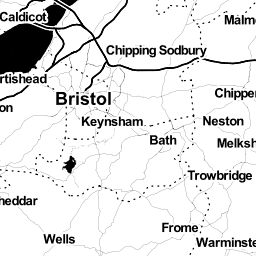 Caldicot
Malme
Chipping Sodbury
rtishead
Chipper
Bristol
on
Keynsham
Neston
Bath
Melksh
Trowbridge
heddar
Frome
Wells
Warminste